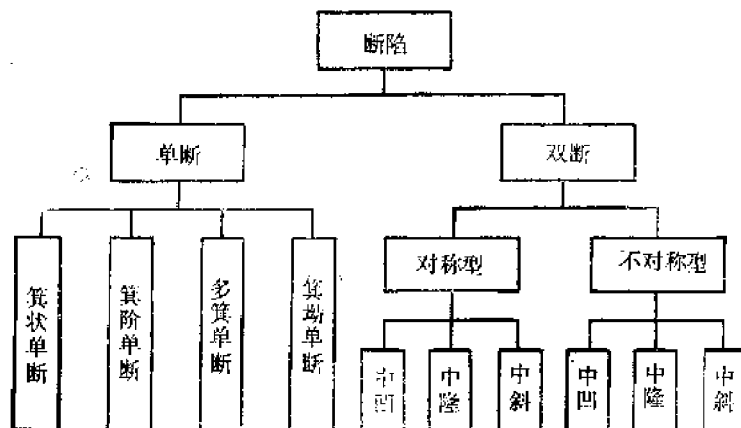 断陷
单断
双断
对称型
不对称型
箕状单断
箕阶单断
多箕单断
箕坳单断
中凹
中隆
中斜
中凹
中隆
中斜